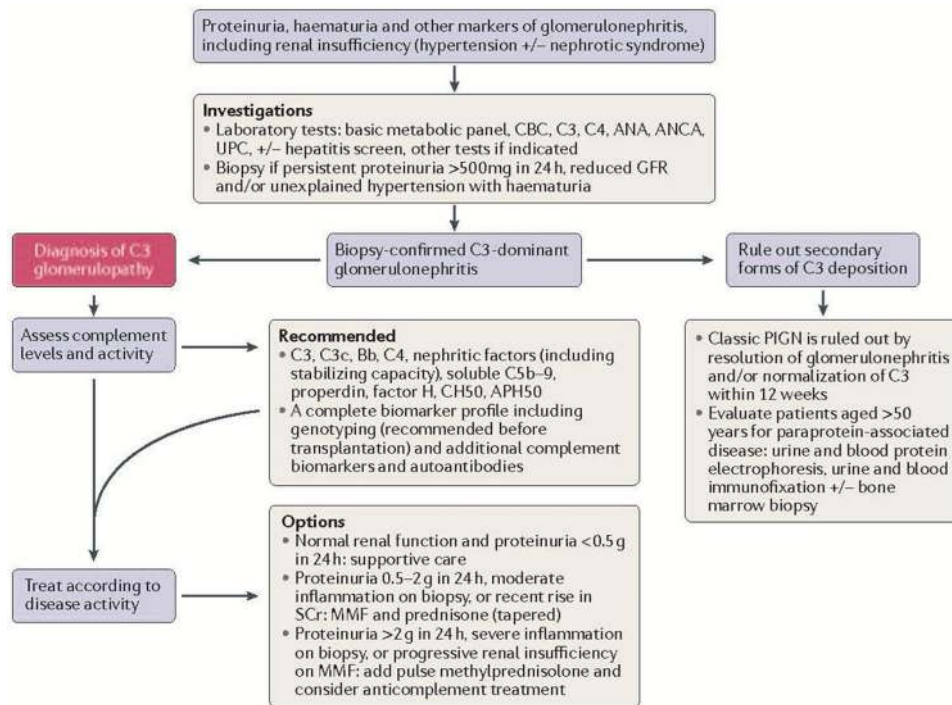 Proteinuria, haematuria and other markers of glomerulonephritis,
including renal insufficiency (hypertension +/– nephrotic syndrome)
Investigations
• Laboratory tests: basic metabolic panel, CBC, C3, C4, ANA, ANCA,
UPC, +/– hepatitis screen, other tests if indicated
• Biopsy if persistent proteinuria >500mg in 24h, reduced GFR
and/or unexplained hypertension with haematuria
Diagnosis of C3
glomerulopathy
Biopsy-confirmed C3-dominant
glomerulonephritis
Rule out secondary
forms of C3 deposition
Assess complement
levels and activity
Recommended
• C3, C3c, Bb, C4, nephritic factors (including
stabilizing capacity), soluble C5b–9,
properdin, factor H, CH50, APH50
• A complete biomarker profile including
genotyping (recommended before
transplantation) and additional complement
biomarkers and autoantibodies
• Classic PIGN is ruled out by
resolution of glomerulonephritis
and/or normalization of C3
within 12 weeks
• Evaluate patients aged >50
years for paraprotein-associated
disease: urine and blood protein
electrophoresis, urine and blood
immunofixation +/– bone
marrow biopsy
Treat according to
disease activity
Options
• Normal renal function and proteinuria <0.5g
in 24h: supportive care
• Proteinuria 0.5–2g in 24h, moderate
inflammation on biopsy, or recent rise in
SCr: MMF and prednisone (tapered)
• Proteinuria >2g in 24h, severe inflammation
on biopsy, or progressive renal insufficiency
on MMF: add pulse methylprednisolone and
consider anticomplement treatment